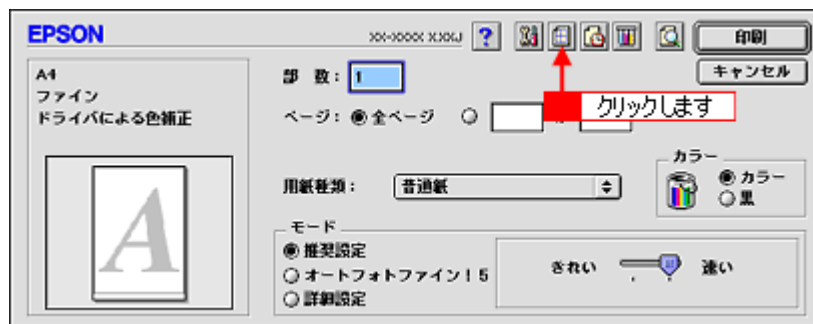 EPSON
XX-XXXXX X.XXJ
?
印刷
A4
ファイン
ドライバによる色補正
部 数: 1
キャンセル
クリックします
ページ: 全ページ
用紙種類: 普通紙
カラー
カラー
黒
モード
推奨設定
オートフォトファイン!5
詳細設定
きれい 速い
A